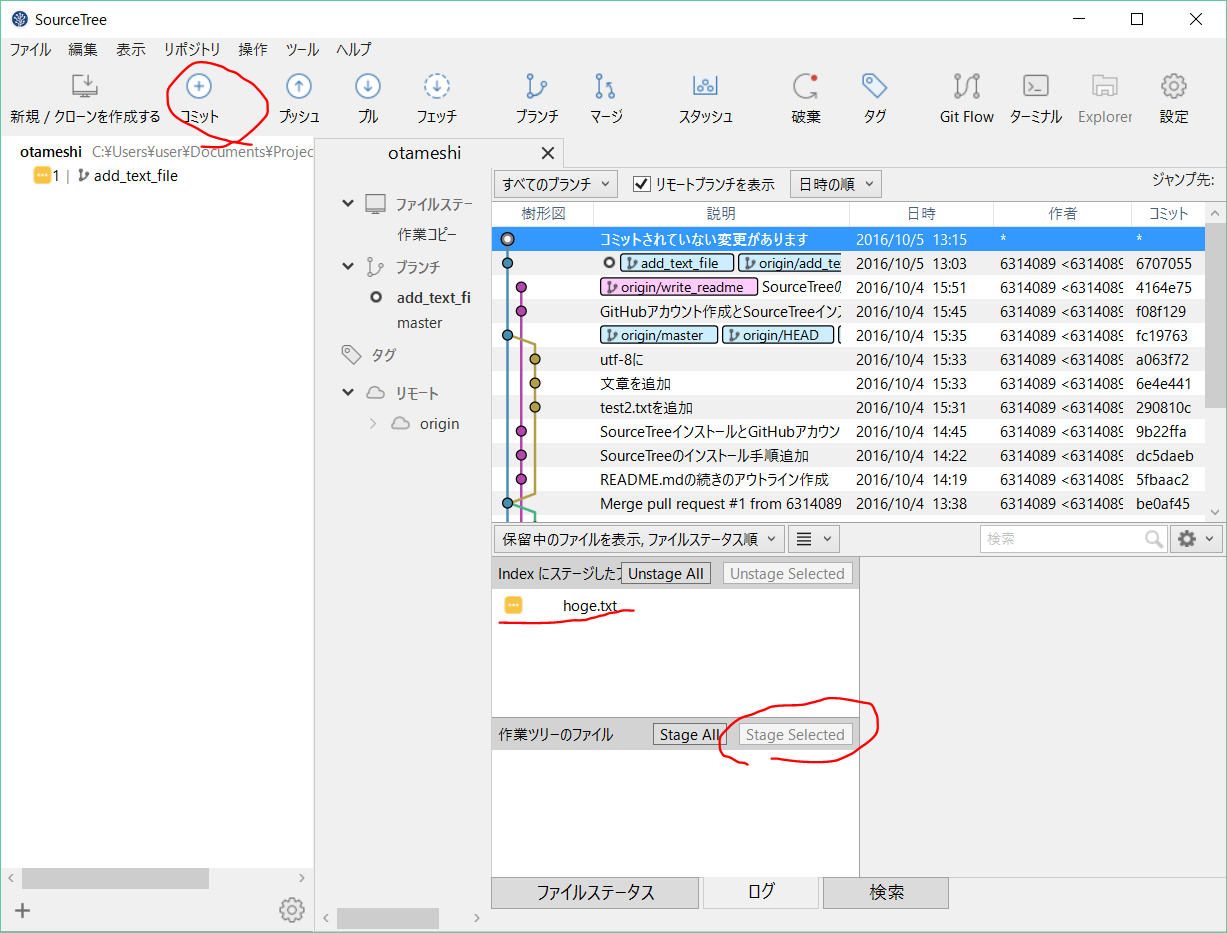 SourceTree
ファイル 編集 表示 リポジトリ 操作 ツール ヘルプ
新規 / クローンを作成する コミット プッシュ プル フェッチ ブランチ マージ スタッシュ 破棄 タグ Git Flow ターミナル Explorer 設定
otameshi C:¥Users¥user¥Documents¥Projec
1 add_text_file
otameshi
ファイルステー
作業コピー
ブランチ
add_text_fi
master
タグ
リモート
origin
すべてのブランチ リモートブランチを表示 日時の順 ジャンプ先:
樹形図 説明 日時 作者 コミット
コミットされていない変更があります 2016/10/5 13:15 * *
add_text_file origin/add_te 2016/10/5 13:03 6314089 <6314089 6707055
origin/write_readme SourceTreeの 2016/10/4 15:51 6314089 <6314089 4164e75
GitHubアカウント作成とSourceTreeイン 2016/10/4 15:45 6314089 <6314089 f08f129
origin/master origin/HEAD 2016/10/4 15:35 6314089 <6314089 fc19763
utf-8に 2016/10/4 15:33 6314089 <6314089 a063f72
文章を追加 2016/10/4 15:33 6314089 <6314089 6e4e441
test2.txtを追加 2016/10/4 15:31 6314089 <6314089 290810c
SourceTreeインストールとGitHubアカウン 2016/10/4 14:45 6314089 <6314089 9b22ffa
SourceTreeのインストール手順追加 2016/10/4 14:22 6314089 <6314089 dc5daeb
README.mdの続きのアウトライン作成 2016/10/4 14:19 6314089 <6314089 5fbaac2
Merge pull request #1 from 6314089 2016/10/4 13:38 6314089 <6314089 be0af45
保留中のファイルを表示, ファイルステータス順 検索
Index にステージした Unstage All Unstage Selected
hoge.txt
作業ツリーのファイル Stage All Stage Selected
ファイルステータス ログ 検索